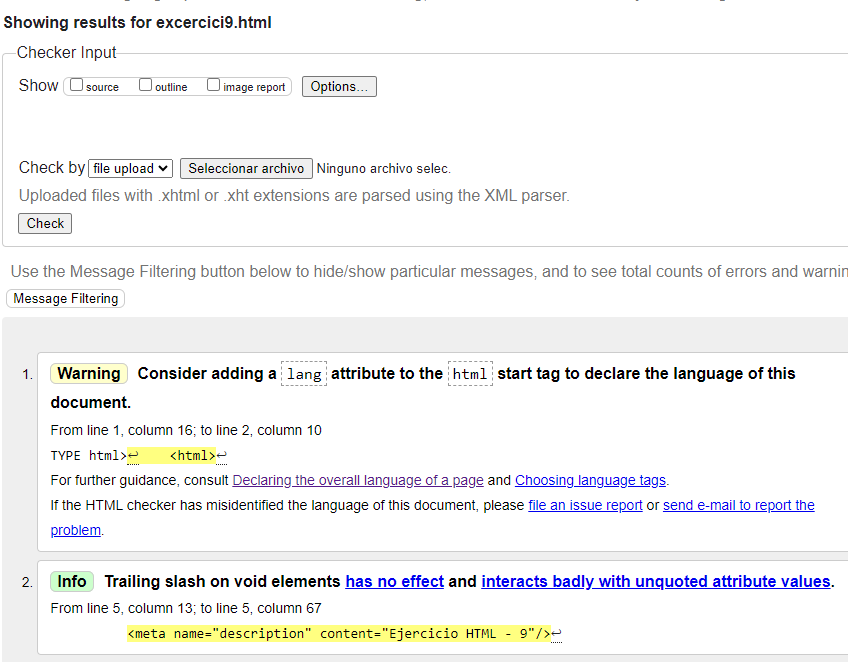 Showing results for excercici9.html
Checker Input
Show source outline image report Options...
Check by file upload Seleccionar archivo Ninguno archivo selec.
Uploaded files with .xhtml or .xht extensions are parsed using the XML parser.
Check
Use the Message Filtering button below to hide/show particular messages, and to see total counts of errors and warnin
Message Filtering
1. Warning Consider adding a lang attribute to the html start tag to declare the language of this
document.
From line 1, column 16; to line 2, column 10
TYPE html>↩    <html>↩
For further guidance, consult Declaring the overall language of a page and Choosing language tags.
If the HTML checker has misidentified the language of this document, please file an issue report or send e-mail to report the
problem.
2. Info Trailing slash on void elements has no effect and interacts badly with unquoted attribute values.
From line 5, column 13; to line 5, column 67
<meta name="description" content="Ejercicio HTML - 9"/>↩